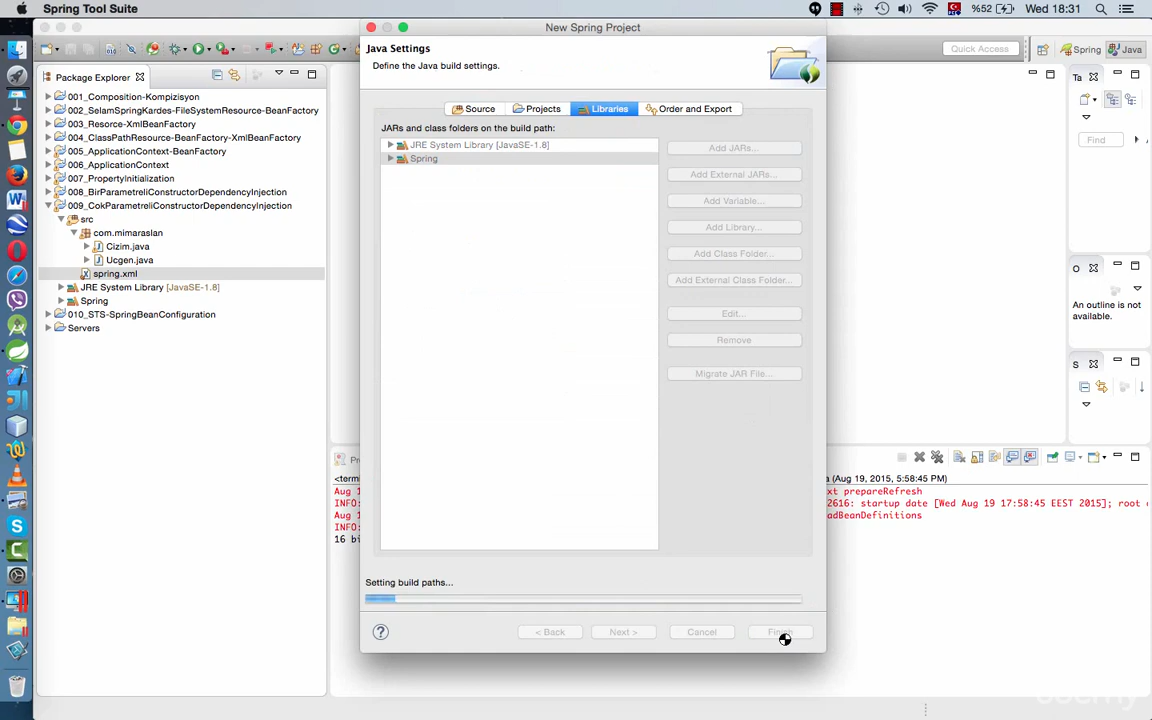 Spring Tool Suite
%52
Wed 18:31
New Spring Project
Java Settings
Define the Java build settings.
Quick Access
Spring
Java
Package Explorer
001_Composition-Kompizisyon
002_SelamSpringKardes-FileSystemResource-BeanFactory
003_Resorce-XmlBeanFactory
004_ClassPathResource-BeanFactory-XmlBeanFactory
005_ApplicationContext-BeanFactory
006_ApplicationContext
007_PropertyInitialization
008_BirParametreliConstructorDependencyInjection
009_CokParametreliConstructorDependencyInjection
src
com.mimaraslan
Cizim.java
Ucgen.java
spring.xml
JRE System Library [JavaSE-1.8]
Spring
010_STS-SpringBeanConfiguration
Servers
Source
Projects
Libraries
Order and Export
JARs and class folders on the build path:
JRE System Library [JavaSE-1.8]
Spring
Add JARs...
Add External JARs...
Add Variable...
Add Library...
Add Class Folder...
Add External Class Folder...
Edit...
Remove
Migrate JAR File...
Setting build paths...
< Back
Next >
Cancel
Ta
Find
O
An outline is not
available.
S
<term
a (Aug 19, 2015, 5:58:45 PM)
Aug 1
xt prepareRefresh
INFO:
2616: startup date [Wed Aug 19 17:58:45 EEST 2015]; root
Aug 1
adBeanDefinitions
INFO:
16 bi